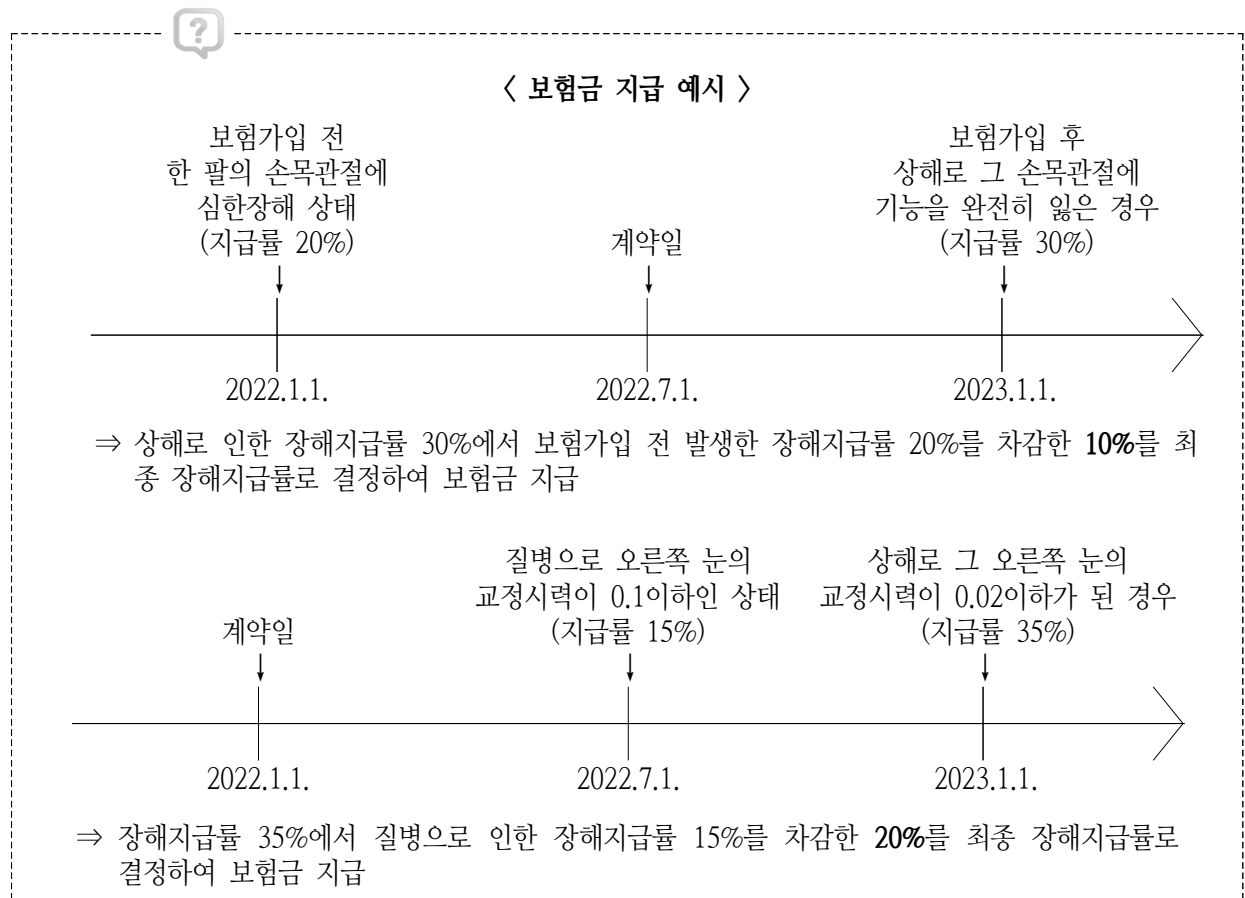 ?
〈 보험금 지급 예시 〉
보험가입 전
한 팔의 손목관절에
심한장해 상태
(지급률 20%)
계약일
보험가입 후
상해로 그 손목관절에
기능을 완전히 잃은 경우
(지급률 30%)
2022.1.1.
2022.7.1.
2023.1.1.
⇒ 상해로 인한 장해지급률 30%에서 보험가입 전 발생한 장해지급률 20%를 차감한 10%를 최
종 장해지급률로 결정하여 보험금 지급
계약일
질병으로 오른쪽 눈의
교정시력이 0.1이하인 상태
(지급률 15%)
상해로 그 오른쪽 눈의
교정시력이 0.02이하가 된 경우
(지급률 35%)
2022.1.1.
2022.7.1.
2023.1.1.
⇒ 장해지급률 35%에서 질병으로 인한 장해지급률 15%를 차감한 20%를 최종 장해지급률로
결정하여 보험금 지급